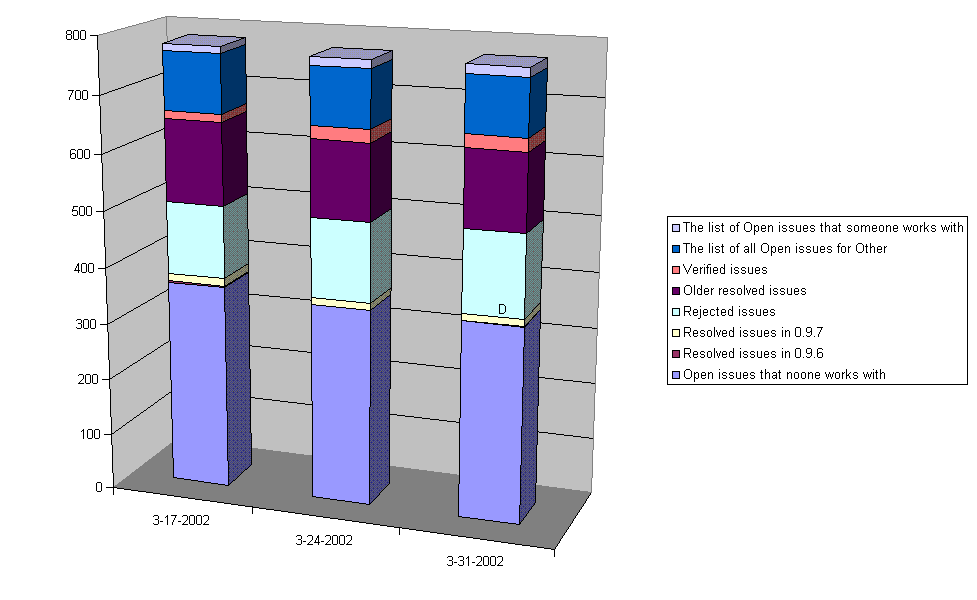 800
700
600
500
400
300
200
100
0
3-17-2002
3-24-2002
3-31-2002
D
The list of Open issues that someone works with
The list of all Open issues for Other
Verified issues
Older resolved issues
Rejected issues
Resolved issues in 0.9.7
Resolved issues in 0.9.6
Open issues that noone works with